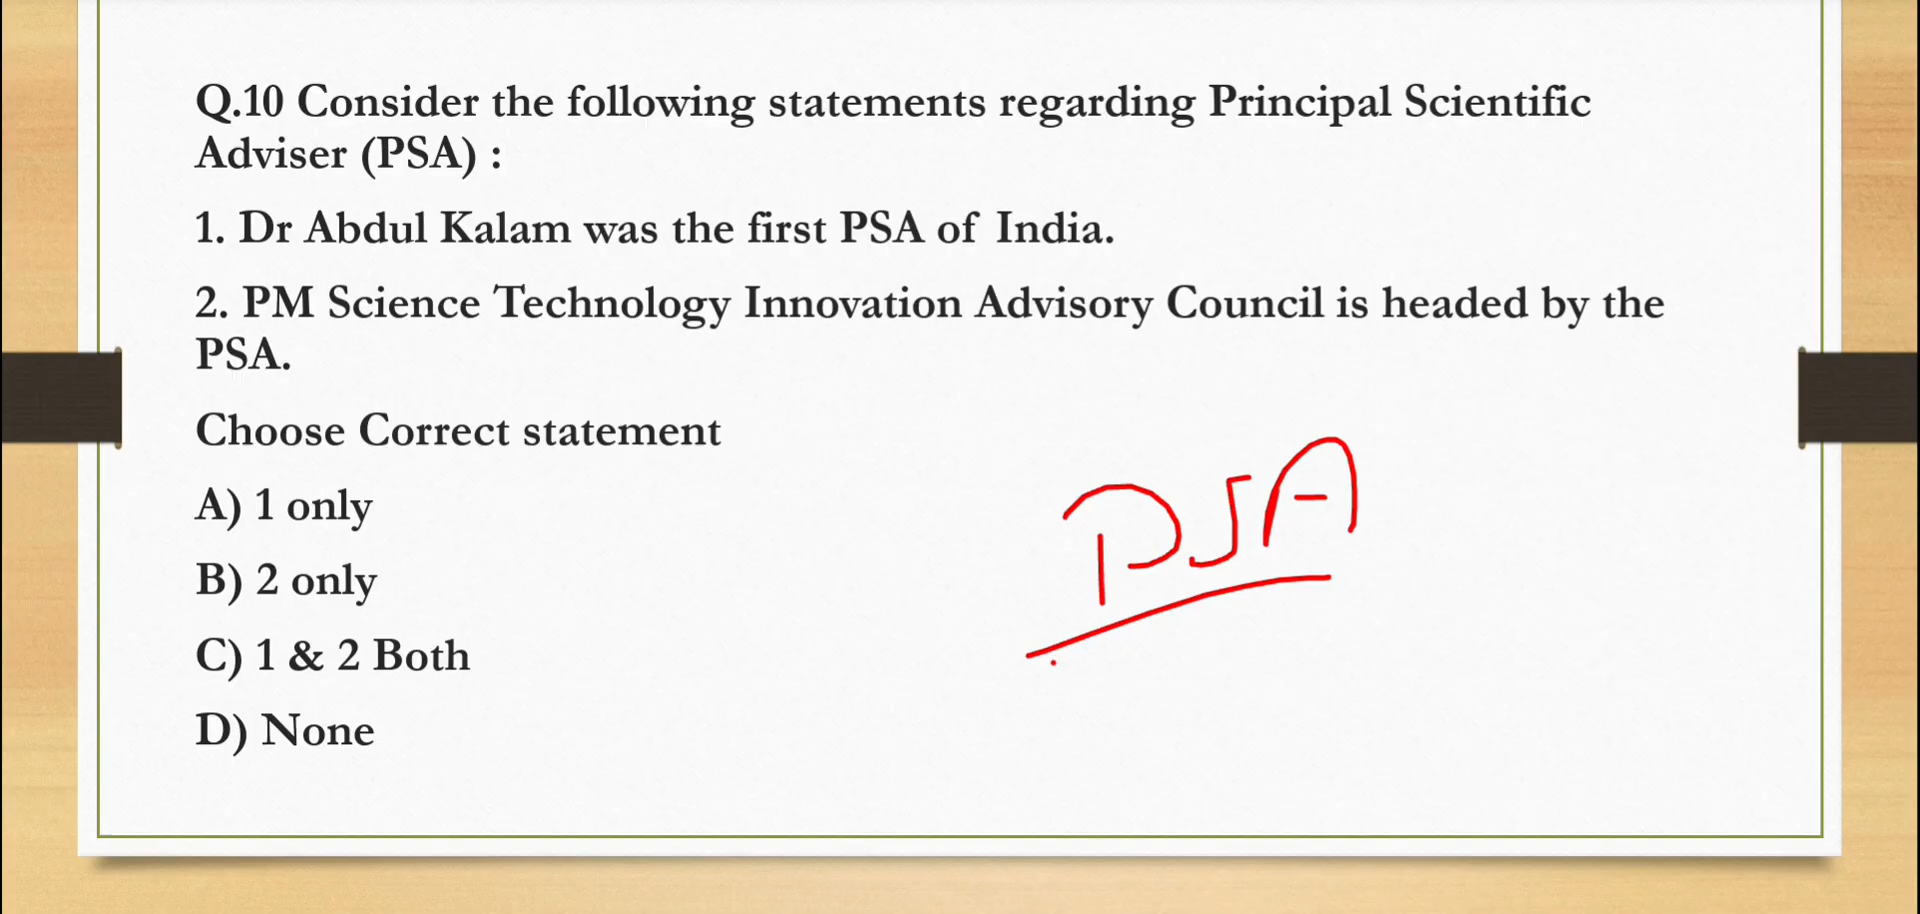 Q.10 Consider the following statements regarding Principal Scientific
Adviser (PSA) :
1. Dr Abdul Kalam was the first PSA of India.
2. PM Science Technology Innovation Advisory Council is headed by the
PSA.
Choose Correct statement
A) 1 only
PSA
B) 2 only
C) 1 & 2 Both
D) None